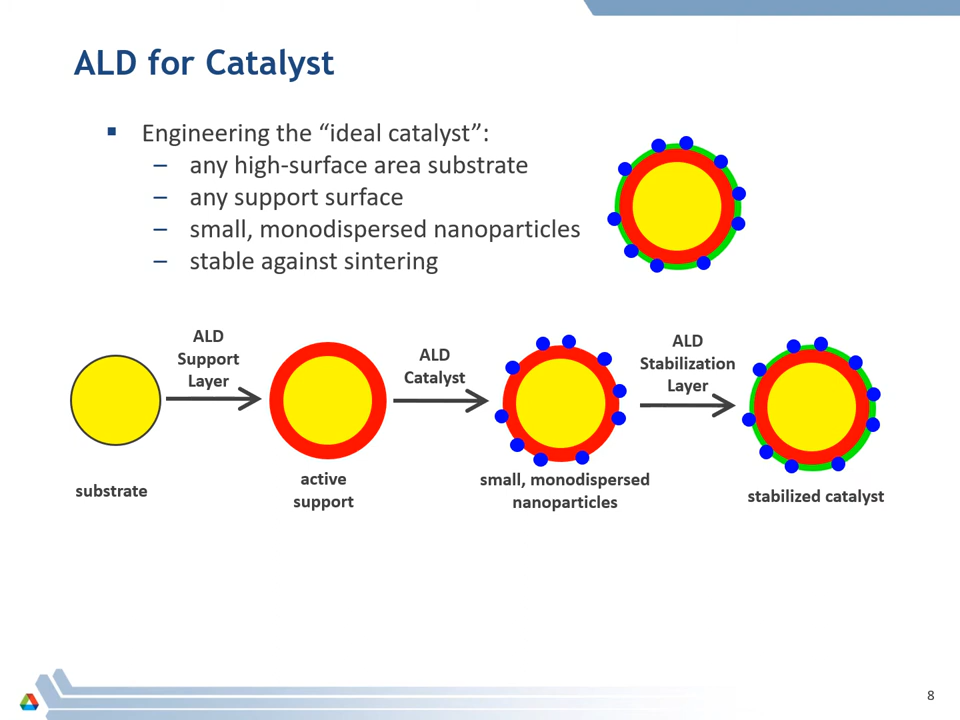 ALD for Catalyst
▪ Engineering the “ideal catalyst”:
– any high-surface area substrate
– any support surface
– small, monodispersed nanoparticles
– stable against sintering
ALD
Support
Layer
ALD
Catalyst
ALD
Stabilization
Layer
substrate
active
support
small, monodispersed
nanoparticles
stabilized catalyst
8